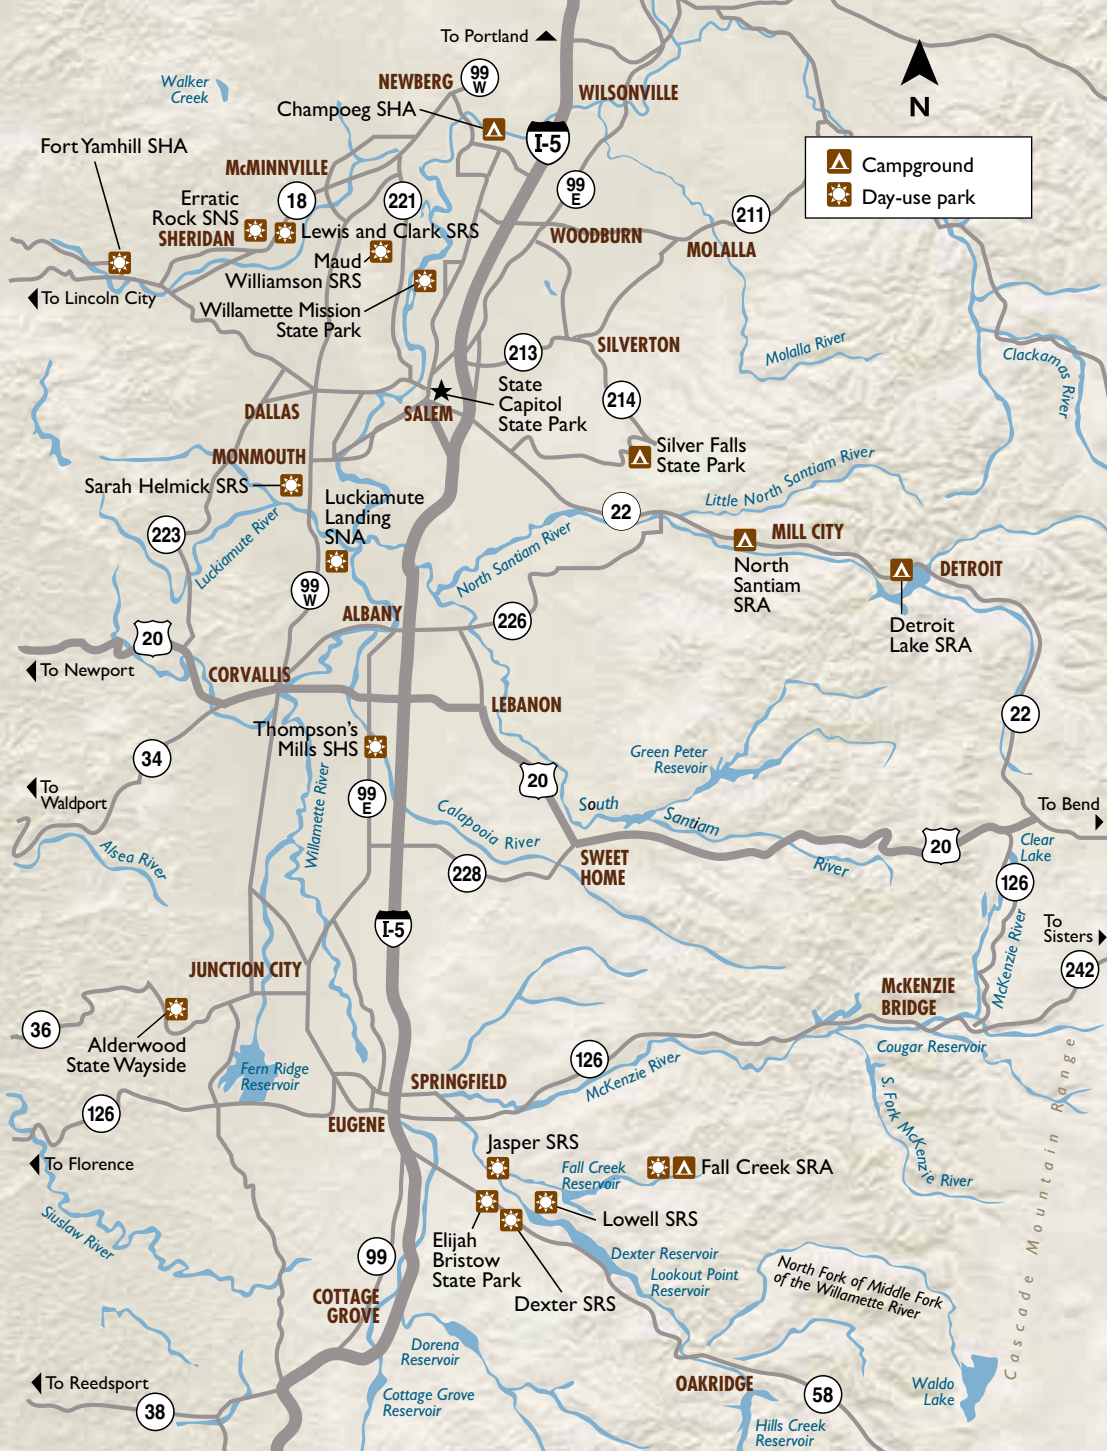 To Portland
NEWBERG
99
W
Walker
Creek
WILSONVILLE
Champoeg SHA
N
I-5
Fort Yamhill SHA
Campground
Day-use park
McMINNVILLE
Erratic
Rock SNS
SHERIDAN
18
221
99
E
211
Lewis and Clark SRS
WOODBURN
MOLALLA
Maud
Williamson SRS
To Lincoln City
Willamette Mission
State Park
213
SILVERTON
Molalla River
Clackamas
River
State
Capitol
State Park
214
DALLAS
SALEM
MONMOUTH
Silver Falls
State Park
Little North Santiam River
Sarah Helmick SRS
Luckiamute
Landing
SNA
22
223
Luckiamute River
North Santiam River
MILL CITY
North
Santiam
SRA
DETROIT
99
W
ALBANY
226
Detroit
Lake SRA
20
To Newport
CORVALLIS
LEBANON
22
Thompson's
Mills SHS
34
Green Peter
Resevoir
To
Waldport
99
E
20
Willamette River
Calapooia River
South
Santiam
River
To Bend
20
Clear
Lake
Alsea River
SWEET
HOME
228
126
I-5
To
Sisters
McKenzie River
242
JUNCTION CITY
McKENZIE
BRIDGE
36
Alderwood
State Wayside
126
McKenzie River
Cougar Reservoir
Fern Ridge
Reservoir
SPRINGFIELD
126
EUGENE
S. Fork McKenzie River
Cascade Mountain Range
Jasper SRS
To Florence
Fall Creek
Reservoir
Fall Creek SRA
Siuslaw River
Lowell SRS
Elijah
Bristow
State Park
Dexter Reservoir
Lookout Point
Reservoir
99
North Fork of Middle Fork
of the Willamette River
Dexter SRS
COTTAGE
GROVE
Dorena
Reservoir
To Reedsport
OAKRIDGE
58
Waldo
Lake
Cottage Grove
Reservoir
38
Hills Creek
Reservoir